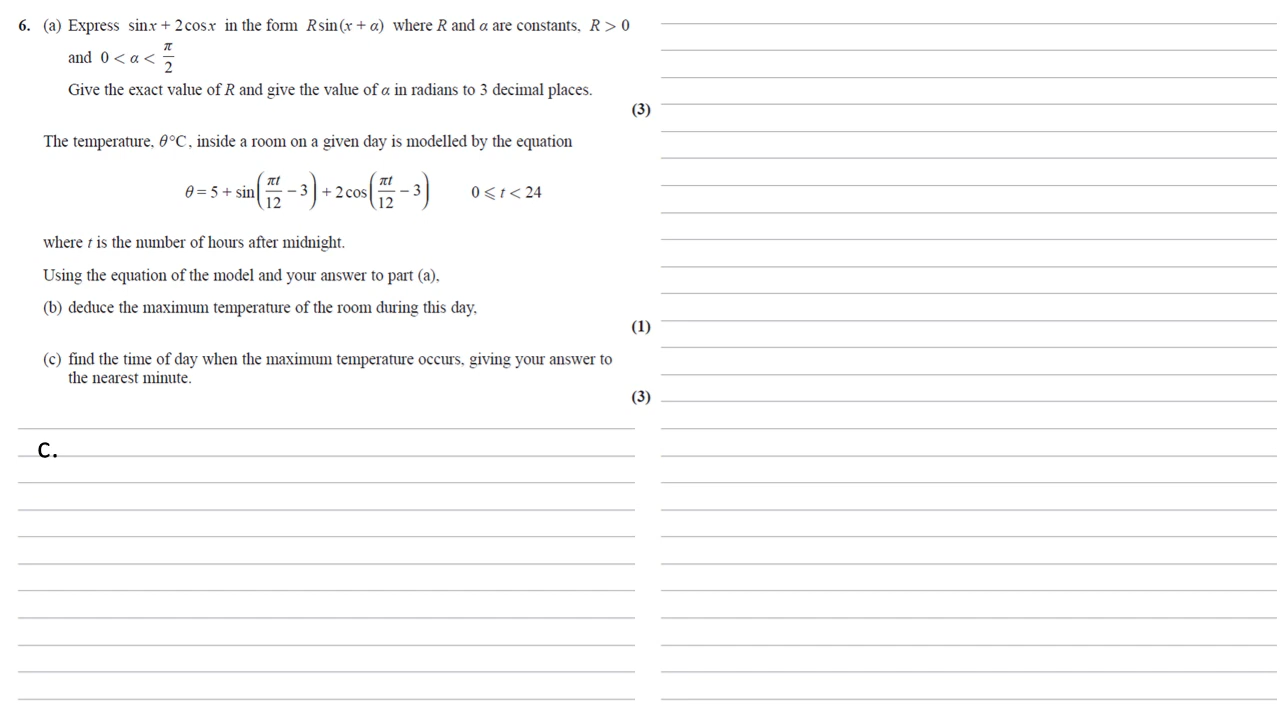 6. (a) Express sin x + 2 cos x in the form R sin(x + α) where R and α are constants, R > 0
and 0 < α < π/2
Give the exact value of R and give the value of α in radians to 3 decimal places.
(3)
The temperature, θ°C, inside a room on a given day is modelled by the equation
θ = 5 + sin(πt/12 − 3) + 2 cos(πt/12 − 3) 0 ⩽ t < 24
where t is the number of hours after midnight.
Using the equation of the model and your answer to part (a),
(b) deduce the maximum temperature of the room during this day,
(1)
(c) find the time of day when the maximum temperature occurs, giving your answer to
the nearest minute.
(3)
c.